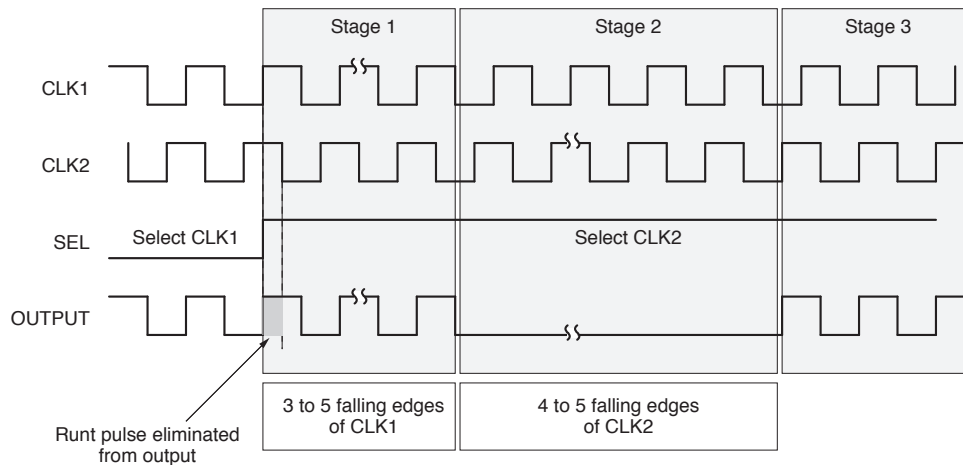 Stage 1
Stage 2
Stage 3
CLK1
CLK2
SEL
Select CLK1
Select CLK2
OUTPUT
3 to 5 falling edges
of CLK1
4 to 5 falling edges
of CLK2
Runt pulse eliminated
from output